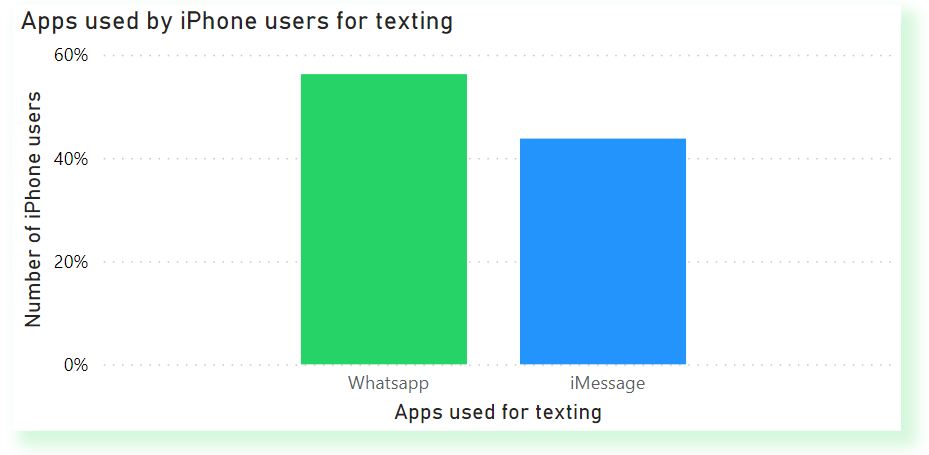 Apps used by iPhone users for texting
Number of iPhone users
60%
40%
20%
0%
Whatsapp iMessage
Apps used for texting